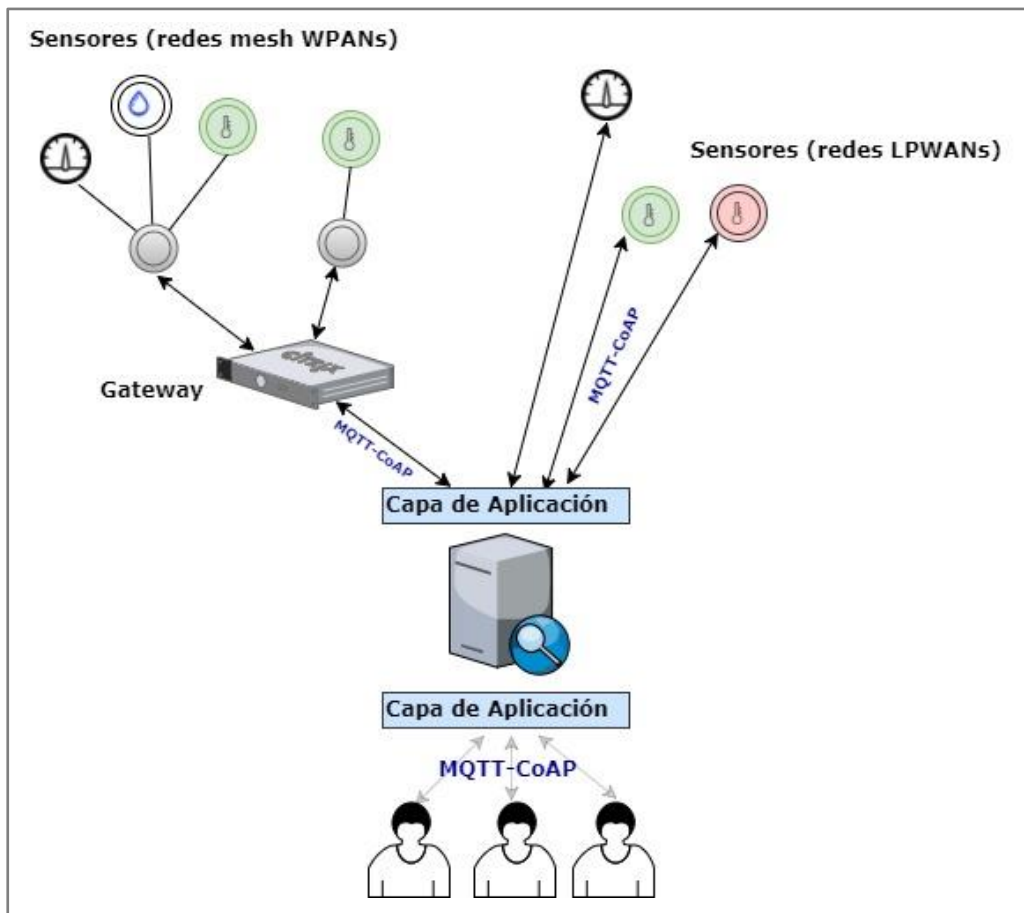 Sensores (redes mesh WPANs)
Sensores (redes LPWANs)
MQTT-CoAP
citrix
Gateway
MQTT-CoAP
Capa de Aplicación
Capa de Aplicación
MQTT-CoAP